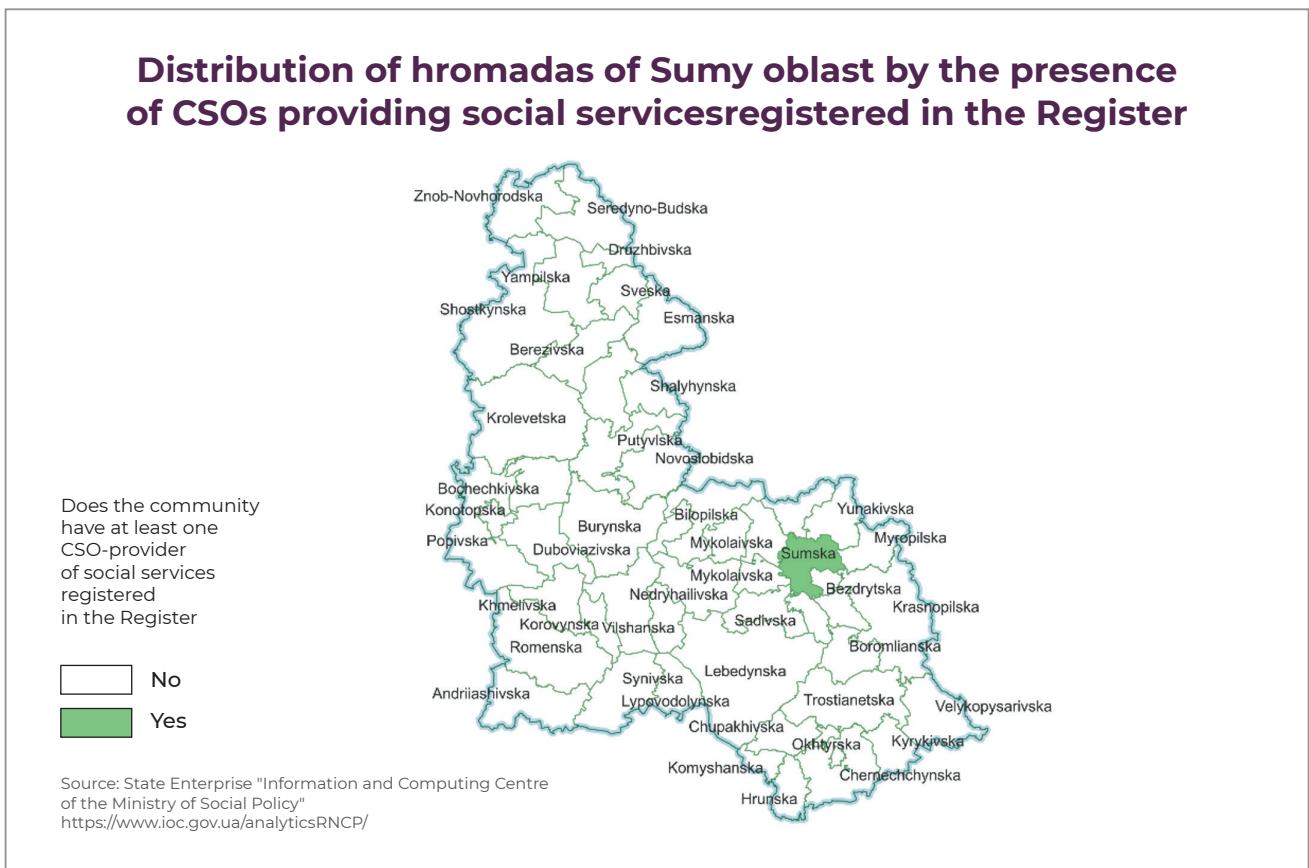 Distribution of hromadas of Sumy oblast by the presence
of CSOs providing social servicesregistered in the Register
Znob-Novhorodska
Seredyno-Budska
Druzhbivska
Yampilska
Sveska
Shostkynska
Esmanska
Berezivska
Shalyhynska
Krolevetska
Putyvlska
Novoslobidska
Bochechkivska
Konotopska
Popivska
Burynska
Duboviazivska
Bilopilska
Yunakivska
Mykolaivska
Myropilska
Sumska
Mykolaivska
Bezdrytska
Nedryhailivska
Krasnopilska
Khmelivska
Korovynska
Vilshanska
Sadivska
Romenska
Boromlianska
Lebedynska
Synivska
Andriiashivska
Lypovodolynska
Trostianetska
Velykopysarivska
Chupakhivska
Okhtyrska
Kyrykivska
Komyshanska
Chernechchynska
Hrunska
Does the community
have at least one
CSO-provider
of social services
registered
in the Register
No
Yes
Source: State Enterprise "Information and Computing Centre
of the Ministry of Social Policy"
https://www.ioc.gov.ua/analyticsRNCP/